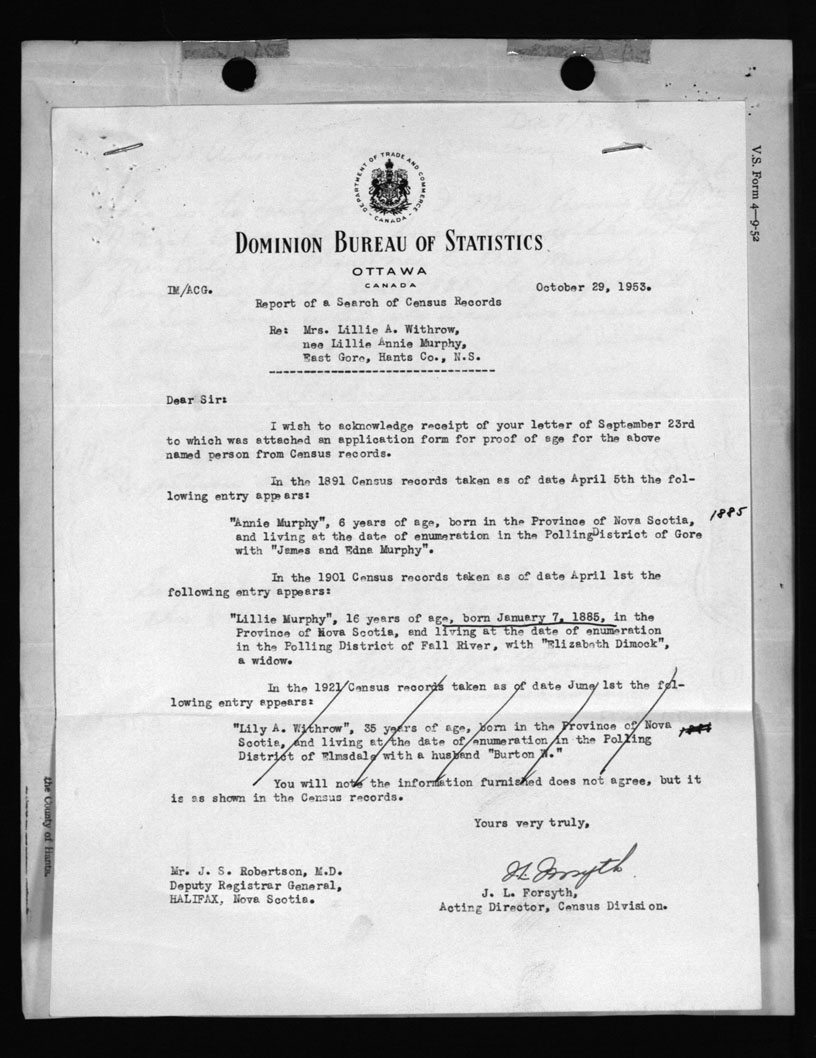 DEPARTMENT OF TRADE AND COMMERCE
- CANADA -
DOMINION BUREAU OF STATISTICS
OTTAWA
CANADA
IM/ACG.
October 29, 1953.
Report of a Search of Census Records
Re: Mrs. Lillie A. Withrow,
nee Lillie Annie Murphy,
East Gore, Hants Co., N.S.
---------------------------------
Dear Sir:
I wish to acknowledge receipt of your letter of September 23rd
to which was attached an application form for proof of age for the above
named person from Census records.
In the 1891 Census records taken as of date April 5th the fol-
lowing entry appears:
"Annie Murphy", 6 years of age, born in the Province of Nova Scotia, 1885
and living at the date of enumeration in the Polling District of Gore
with "James and Edna Murphy".
In the 1901 Census records taken as of date April 1st the
following entry appears:
"Lillie Murphy", 16 years of age, born January 7, 1885, in the
Province of Nova Scotia, and living at the date of enumeration
in the Polling District of Fall River, with "Elizabeth Dimock",
a widow.
In the 1921 Census records taken as of date June 1st the fol-
lowing entry appears:
"Lily A. Withrow", 35 years of age, born in the Province of Nova
Scotia, and living at the date of enumeration in the Polling
District of Elmsdale with a husband "Burton W."
You will note the information furnished does not agree, but it
is as shown in the Census records.
Yours very truly,
J. L. Forsyth
Mr. J. S. Robertson, M.D.
Deputy Registrar General,
HALIFAX, Nova Scotia.
J. L. Forsyth,
Acting Director, Census Division.
V.S. Form 4—9-52
the County of Hants.